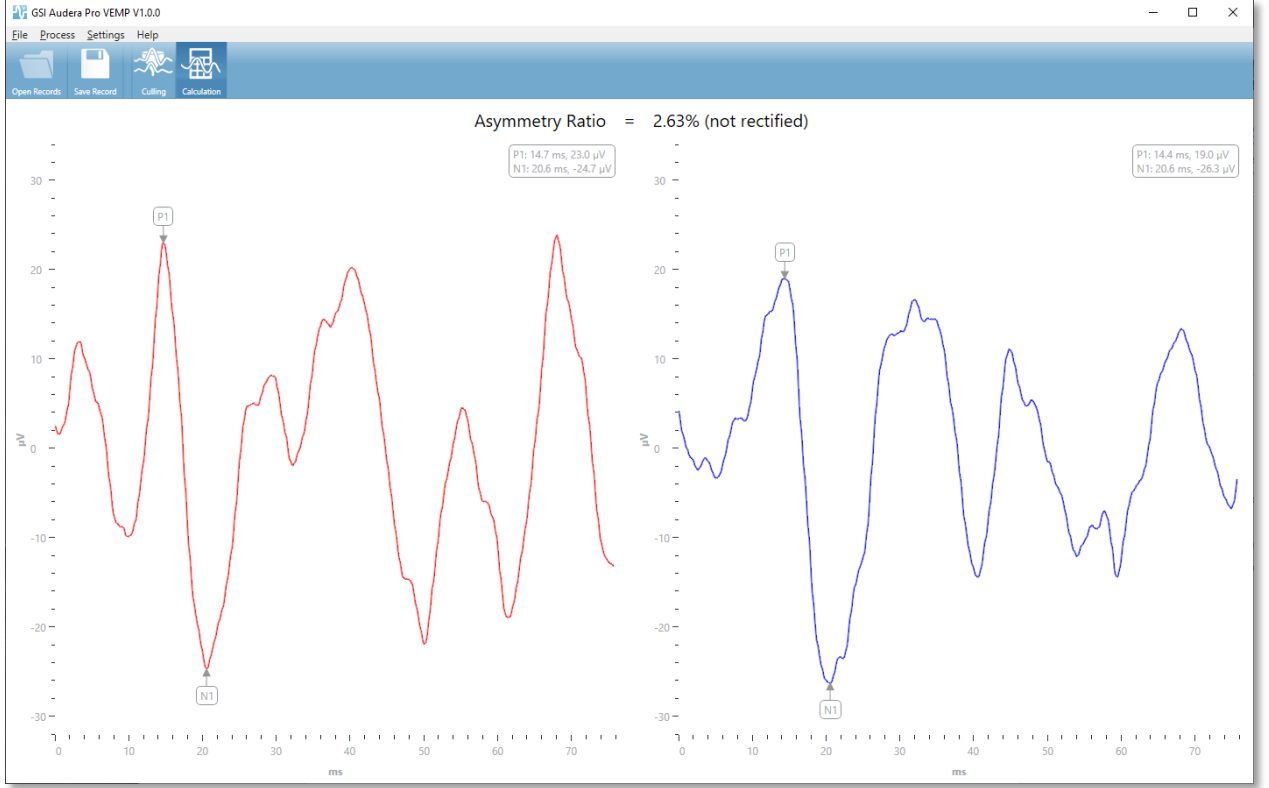 GSI Audera Pro VEMP V1.0.0
File Process Settings Help
Open Records Save Record Culling Calculation
Asymmetry Ratio = 2.63% (not rectified)
P1: 14.7 ms, 23.0 µV
N1: 20.6 ms, -24.7 µV
P1
N1
30
20
10
0
-10
-20
-30
µV
0 10 20 30 40 50 60 70
ms
P1: 14.4 ms, 19.0 µV
N1: 20.6 ms, -26.3 µV
P1
N1
30
20
10
0
-10
-20
-30
µV
0 10 20 30 40 50 60 70
ms